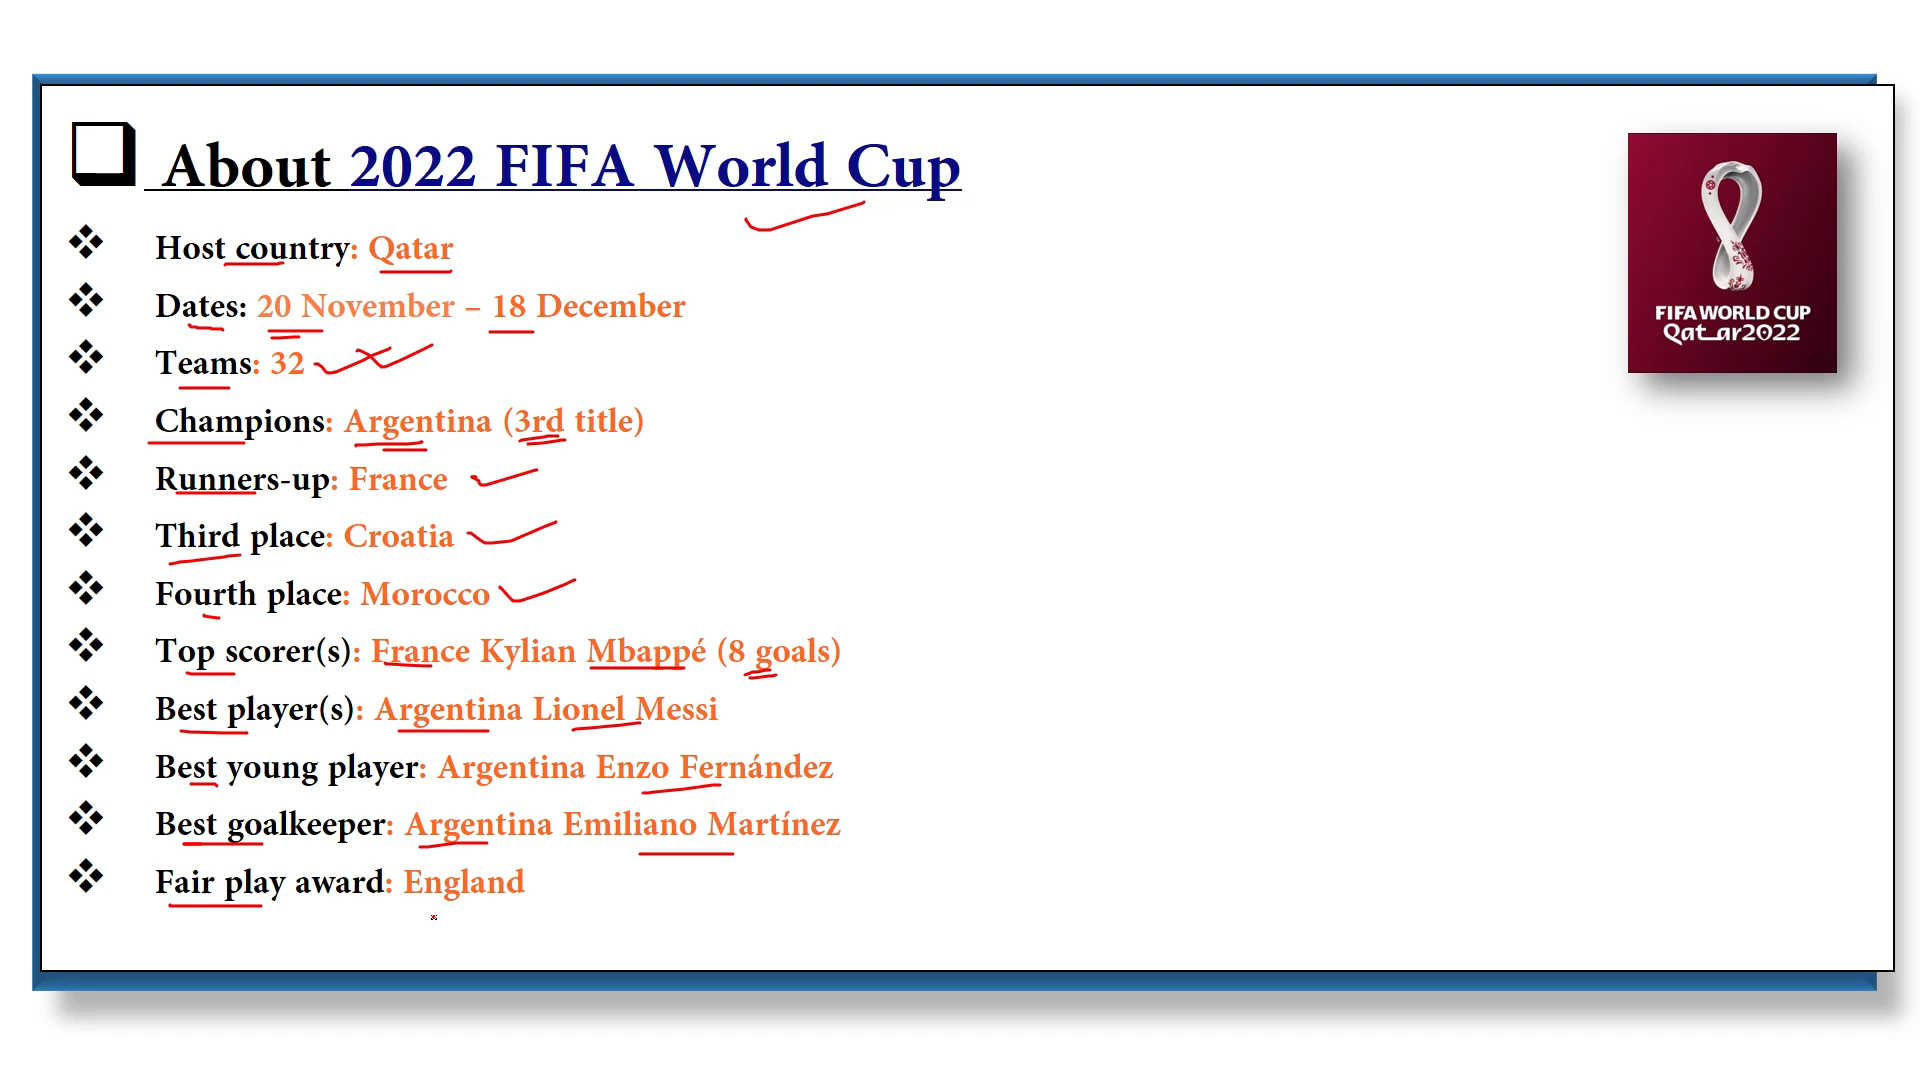 About 2022 FIFA World Cup
Host country: Qatar
Dates: 20 November – 18 December
Teams: 32
Champions: Argentina (3rd title)
Runners-up: France
Third place: Croatia
Fourth place: Morocco
Top scorer(s): France Kylian Mbappé (8 goals)
Best player(s): Argentina Lionel Messi
Best young player: Argentina Enzo Fernández
Best goalkeeper: Argentina Emiliano Martínez
Fair play award: England
FIFA WORLD CUP
Qatar2022